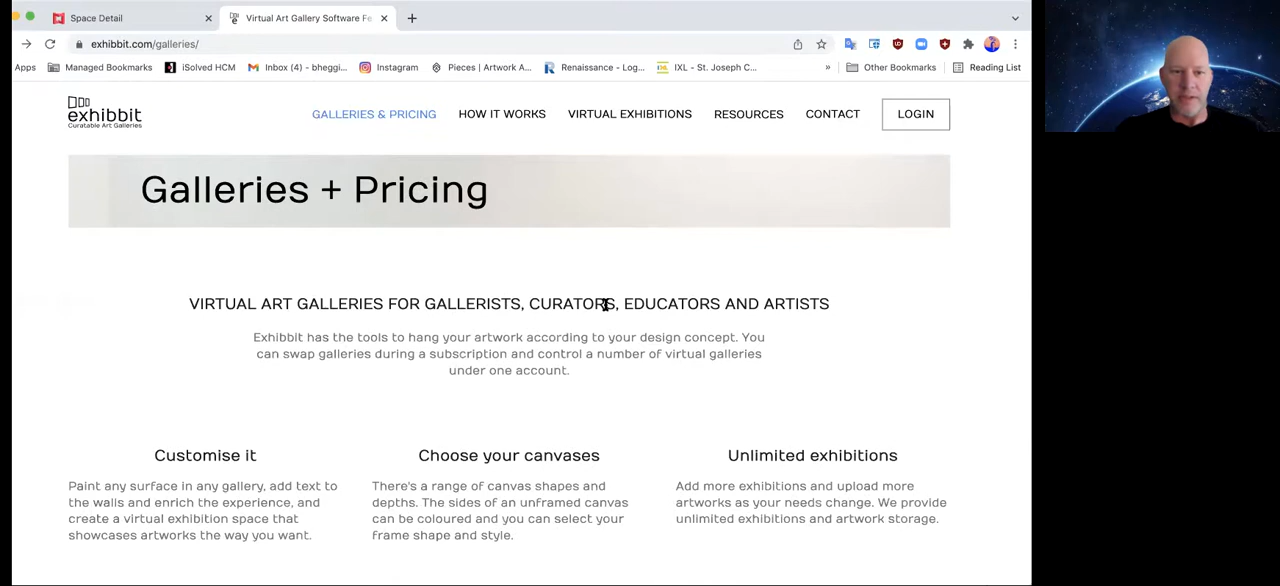 Space Detail
Virtual Art Gallery Software Fe
exhibbit.com/galleries/
Apps Managed Bookmarks iSolved HCM Inbox (4) - bheggi... Instagram Pieces | Artwork A... Renaissance - Log... IXL - St. Joseph C... » Other Bookmarks Reading List
exhibbit
Curatable Art Galleries
GALLERIES & PRICING HOW IT WORKS VIRTUAL EXHIBITIONS RESOURCES CONTACT LOGIN
Galleries + Pricing
VIRTUAL ART GALLERIES FOR GALLERISTS, CURATORS, EDUCATORS AND ARTISTS
Exhibbit has the tools to hang your artwork according to your design concept. You
can swap galleries during a subscription and control a number of virtual galleries
under one account.
Customise it
Paint any surface in any gallery, add text to
the walls and enrich the experience, and
create a virtual exhibition space that
showcases artworks the way you want.
Choose your canvases
There's a range of canvas shapes and
depths. The sides of an unframed canvas
can be coloured and you can select your
frame shape and style.
Unlimited exhibitions
Add more exhibitions and upload more
artworks as your needs change. We provide
unlimited exhibitions and artwork storage.